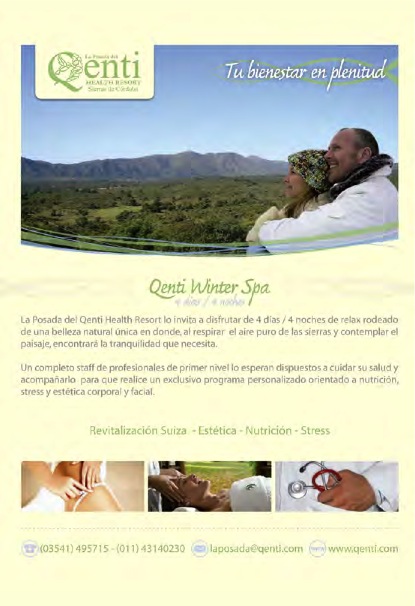 La Posada del
Qenti
HEALTH RESORT
Sierras de Córdoba
Tu bienestar en plenitud
Qenti Winter Spa
4 días / 4 noches
La Posada del Qenti Health Resort lo invita a disfrutar de 4 días / 4 noches de relax rodeado
de una belleza natural única en donde, al respirar el aire puro de las sierras y contemplar el
paisaje, encontrará la tranquilidad que necesita.
Un completo staff de profesionales de primer nivel lo esperan dispuestos a cuidar su salud y
acompañarlo para que realice un exclusivo programa personalizado orientado a nutrición,
stress y estética corporal y facial.
Revitalización Suiza - Estética - Nutrición - Stress
(03541) 495715 - (011) 43140230 laposada@qenti.com www www.qenti.com